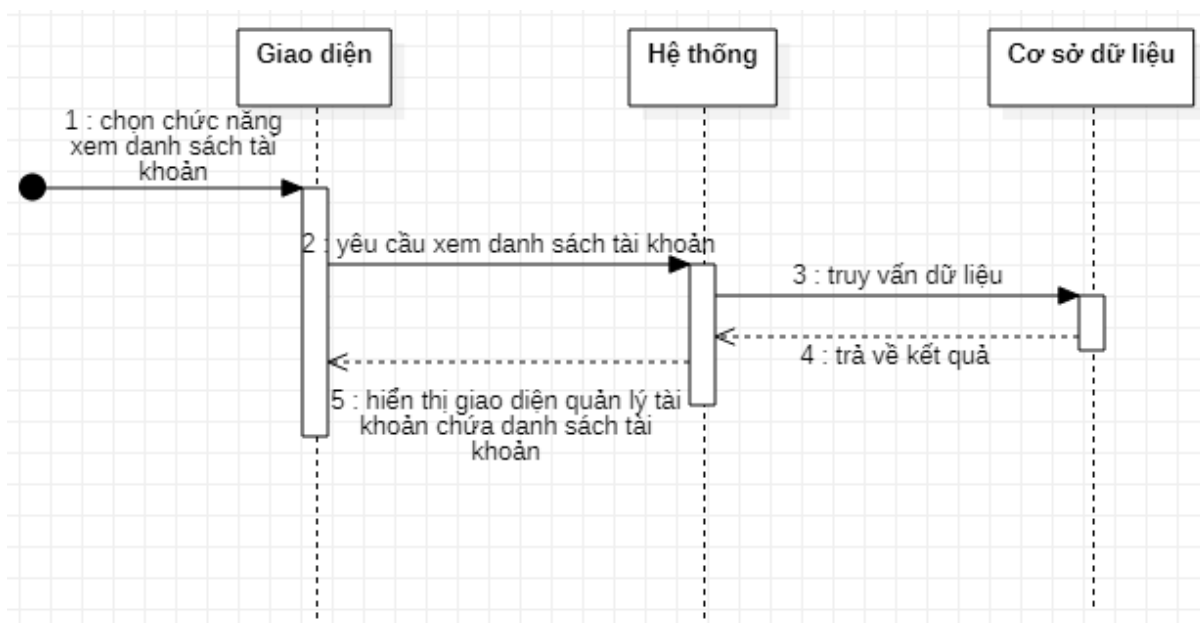 Giao diện
Hệ thống
Cơ sở dữ liệu
1 : chọn chức năng
xem danh sách tài
khoản
2 : yêu cầu xem danh sách tài khoản
3 : truy vấn dữ liệu
4 : trả về kết quả
5 : hiển thị giao diện quản lý tài
khoản chứa danh sách tài
khoản